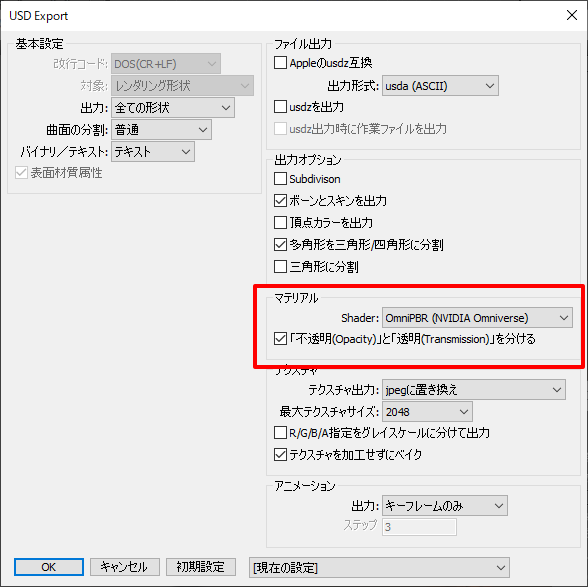 USD Export
基本設定
改行コード: DOS(CR+LF)
対象: レンダリング形状
出力: 全ての形状
曲面の分割: 普通
バイナリ／テキスト: テキスト
表面材質属性
ファイル出力
Appleのusdz互換
出力形式: usda (ASCII)
usdzを出力
usdz出力時に作業ファイルを出力
出力オプション
Subdivison
ボーンとスキンを出力
頂点カラーを出力
多角形を三角形/四角形に分割
三角形に分割
マテリアル
Shader: OmniPBR (NVIDIA Omniverse)
「不透明(Opacity)」と「透明(Transmission)」を分ける
テクスチャ
テクスチャ出力: jpegに置き換え
最大テクスチャサイズ: 2048
R/G/B/A指定をグレイスケールに分けて出力
テクスチャを加工せずにベイク
アニメーション
出力: キーフレームのみ
ステップ 3
OK キャンセル 初期設定 [現在の設定]